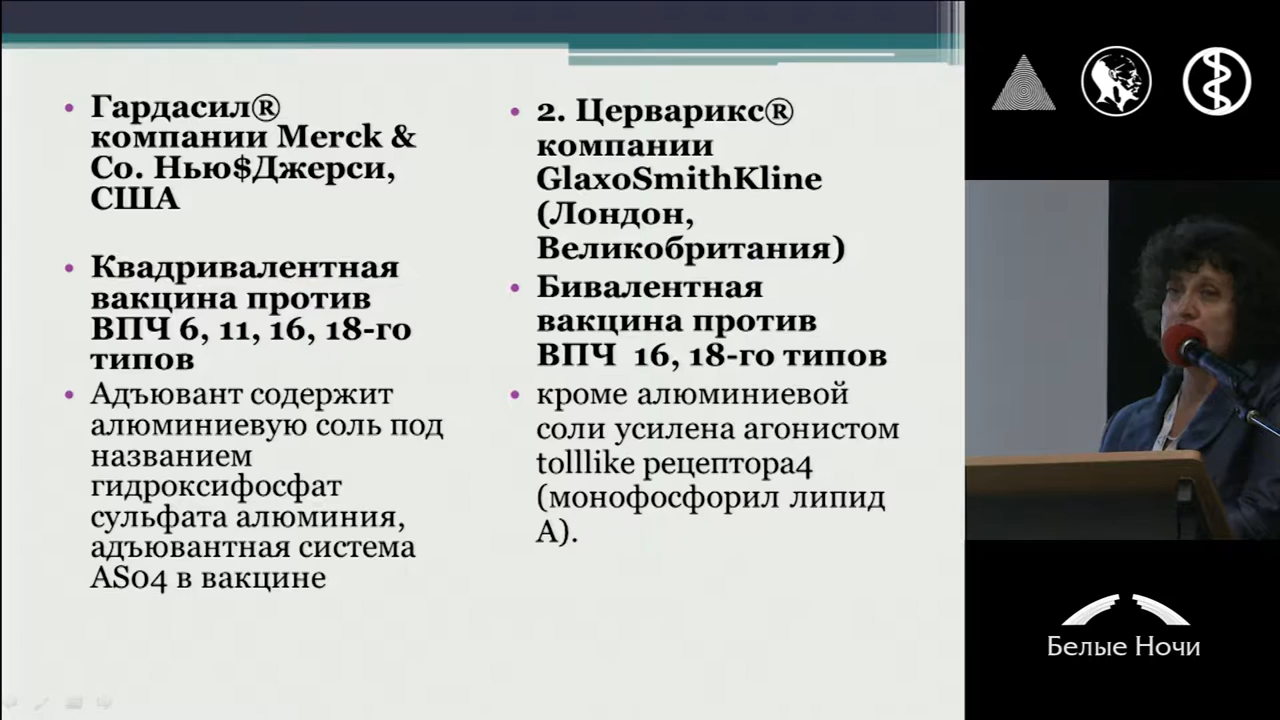 Гардасил®
компании Merck &
Co. Нью$Джерси,
США
Квадривалентная
вакцина против
ВПЧ 6, 11, 16, 18-го
типов
Адъювант содержит
алюминиевую соль под
названием
гидроксифосфат
сульфата алюминия,
адъювантная система
AS04 в вакцине
2. Церварикс®
компании
GlaxoSmithKline
(Лондон,
Великобритания)
Бивалентная
вакцина против
ВПЧ 16, 18-го типов
кроме алюминиевой
соли усилена агонистом
tolllike рецептора4
(монофосфорил липид
А).
Белые Ночи